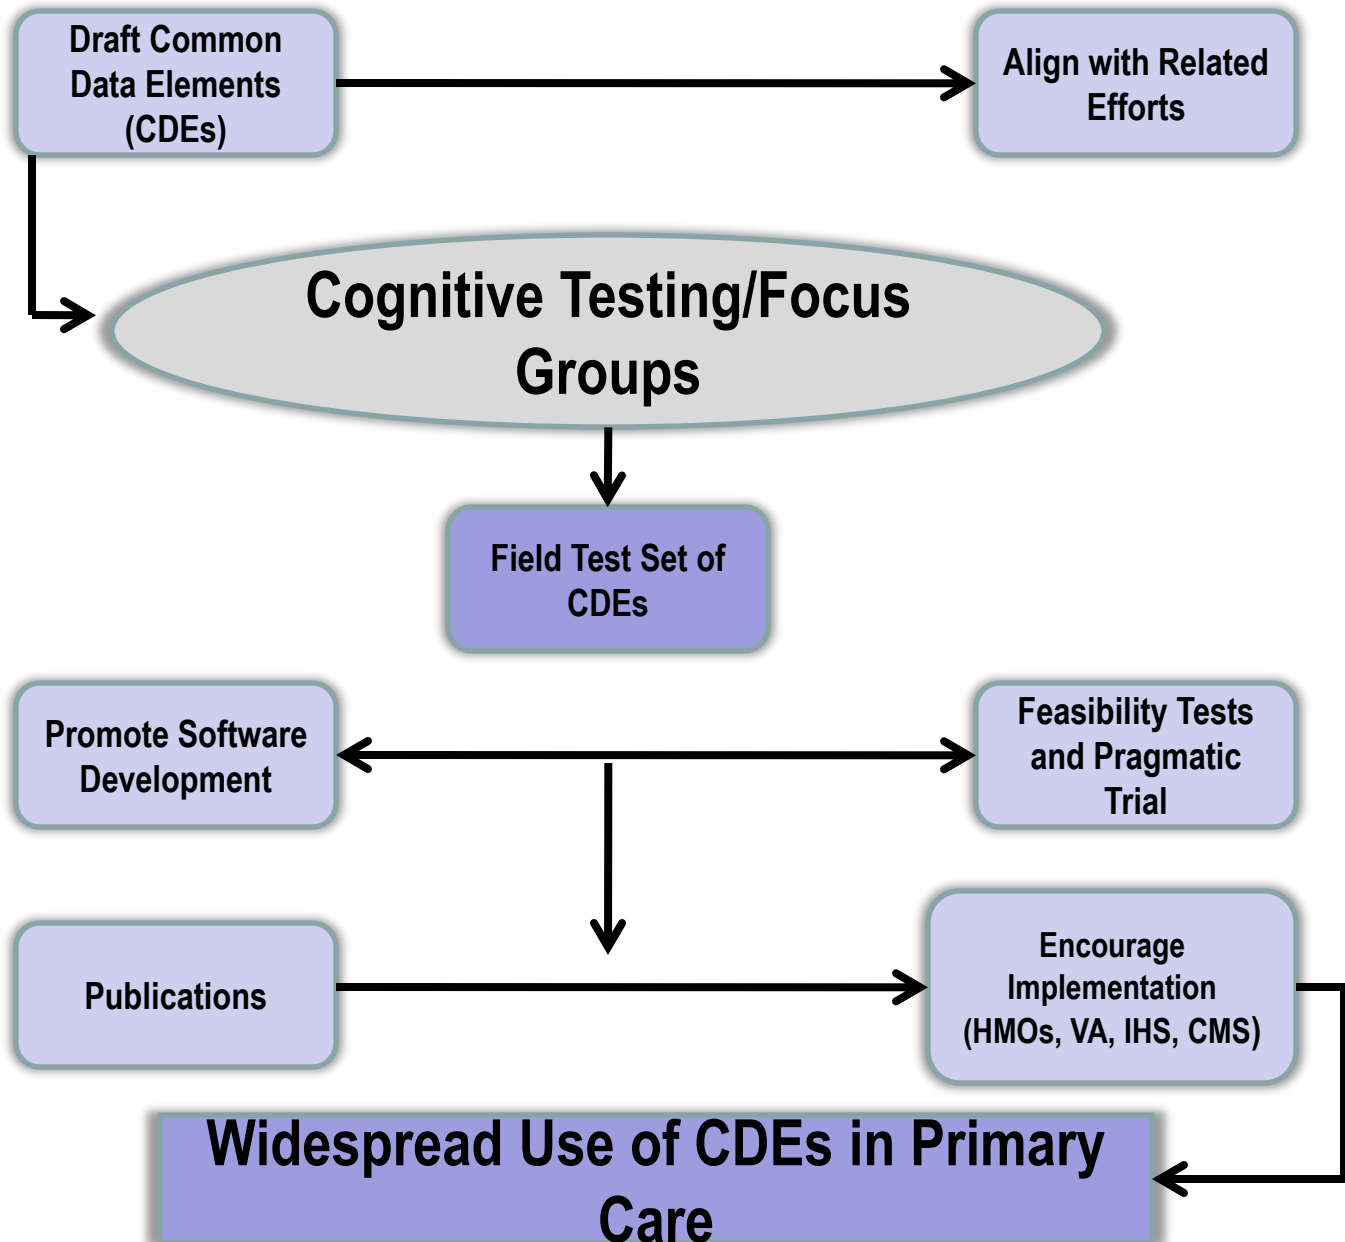 Draft Common
Data Elements
(CDEs)
Align with Related
Efforts
Cognitive Testing/Focus
Groups
Field Test Set of
CDEs
Promote Software
Development
Feasibility Tests
and Pragmatic
Trial
Publications
Encourage
Implementation
(HMOs, VA, IHS, CMS)
Widespread Use of CDEs in Primary
Care